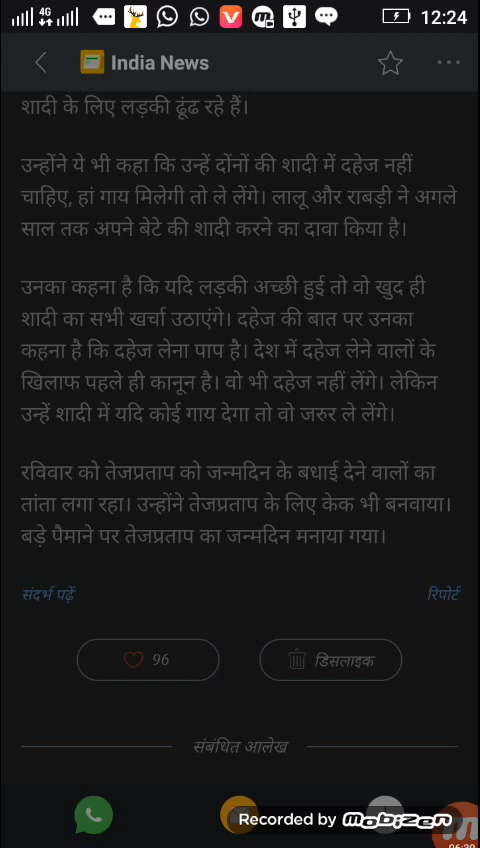 4G
12:24
India News
शादी के लिए लड़की ढूंढ रहे हैं।
उन्होंने ये भी कहा कि उन्हें दोंनों की शादी में दहेज नहीं
चाहिए, हां गाय मिलेगी तो ले लेंगे। लालू और राबड़ी ने अगले
साल तक अपने बेटे की शादी करने का दावा किया है।
उनका कहना है कि यदि लड़की अच्छी हुई तो वो खुद ही
शादी का सभी खर्चा उठाएंगे। दहेज की बात पर उनका
कहना है कि दहेज लेना पाप है। देश में दहेज लेने वालों के
खिलाफ पहले ही कानून है। वो भी दहेज नहीं लेंगे। लेकिन
उन्हें शादी में यदि कोई गाय देगा तो वो जरुर ले लेंगे।
रविवार को तेजप्रताप को जन्मदिन के बधाई देने वालों का
तांता लगा रहा। उन्होंने तेजप्रताप के लिए केक भी बनवाया।
बड़े पैमाने पर तेजप्रताप का जन्मदिन मनाया गया।
संदर्भ पढ़ें
रिपोर्ट
96
डिसलाइक
संबंधित आलेख
Recorded by Mobizen